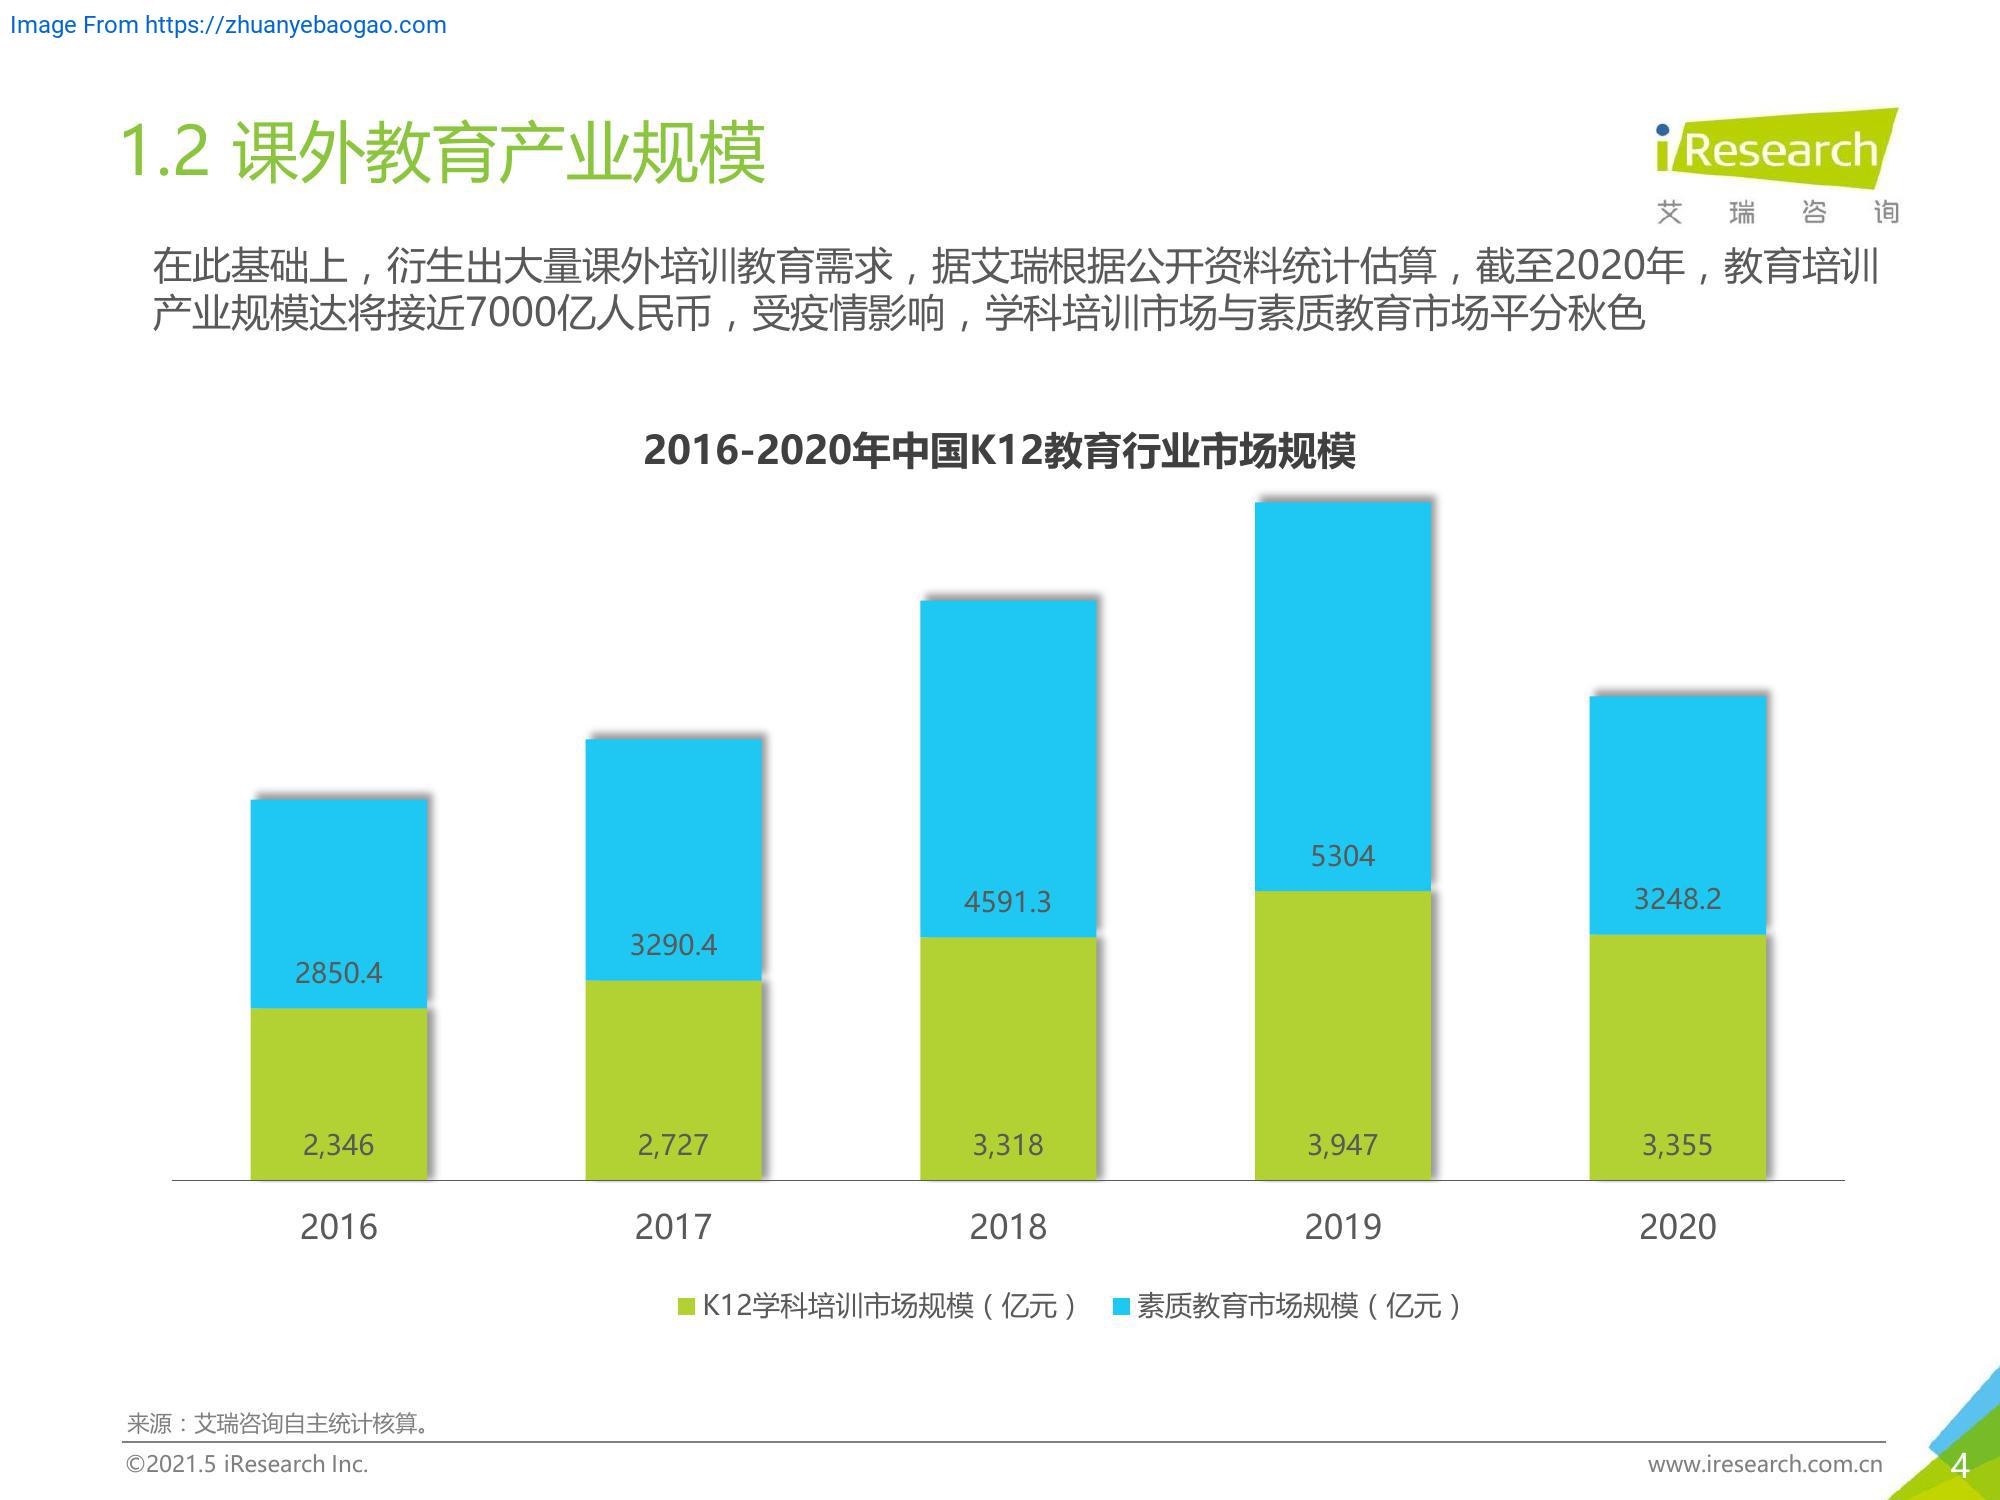 Image From https://zhuanyebaogao.com
1.2 课外教育产业规模
iResearch
艾瑞咨询
在此基础上，衍生出大量课外培训教育需求，据艾瑞根据公开资料统计估算，截至2020年，教育培训
产业规模达将接近7000亿人民币，受疫情影响，学科培训市场与素质教育市场平分秋色
2016-2020年中国K12教育行业市场规模
5304
4591.3
3248.2
3290.4
2850.4
2,346
2,727
3,318
3,947
3,355
2016
2017
2018
2019
2020
K12学科培训市场规模（亿元）
素质教育市场规模（亿元）
来源：艾瑞咨询自主统计核算。
©2021.5 iResearch Inc.
www.iresearch.com.cn
4